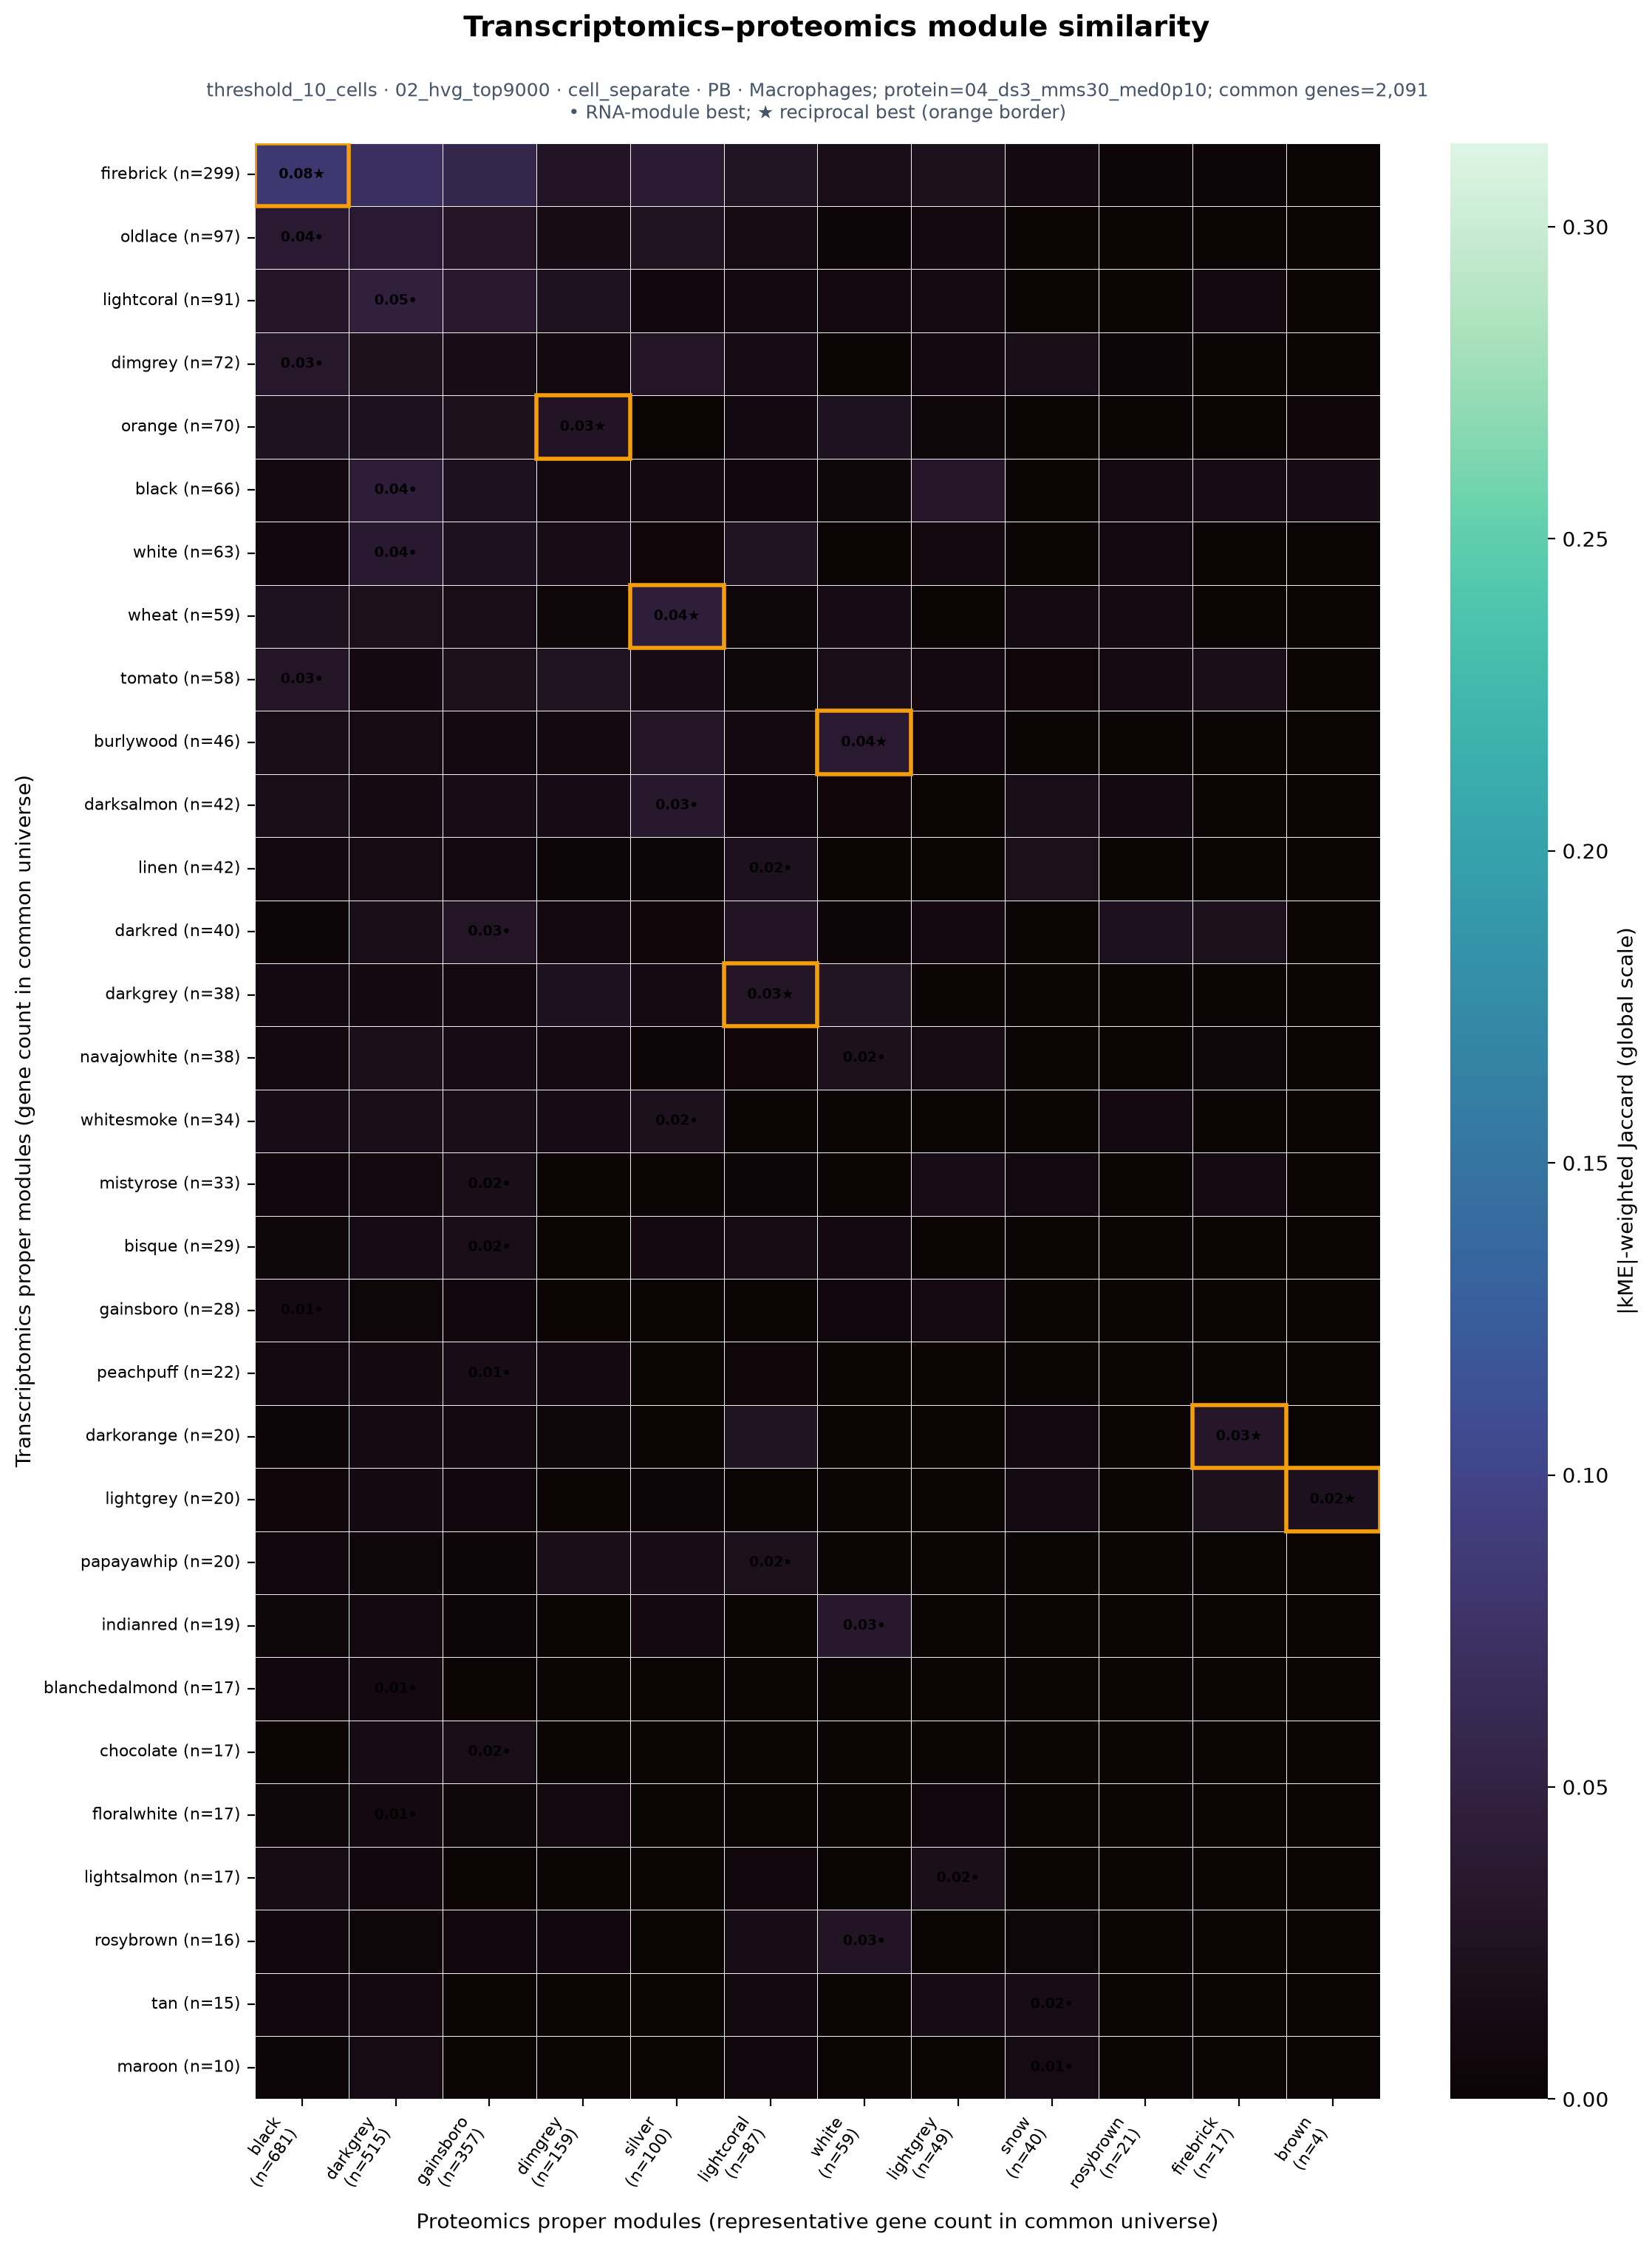 Transcriptomics–proteomics module similarity
threshold_10_cells · 02_hvg_top9000 · cell_separate · PB · Macrophages; protein=04_ds3_mms30_med0p10; common genes=2,091
• RNA-module best; ★ reciprocal best (orange border)
Transcriptomics proper modules (gene count in common universe)
firebrick (n=299)
0.08★
oldlace (n=97)
0.04•
lightcoral (n=91)
0.05•
dimgrey (n=72)
0.03•
orange (n=70)
0.03★
black (n=66)
0.04•
white (n=63)
0.04•
wheat (n=59)
0.04★
tomato (n=58)
0.03•
burlywood (n=46)
0.04★
darksalmon (n=42)
0.03•
linen (n=42)
0.02•
darkred (n=40)
0.03•
darkgrey (n=38)
0.03★
navajowhite (n=38)
0.02•
whitesmoke (n=34)
0.02•
mistyrose (n=33)
0.02•
bisque (n=29)
0.02•
gainsboro (n=28)
0.01•
peachpuff (n=22)
0.01•
darkorange (n=20)
0.03★
lightgrey (n=20)
0.02★
papayawhip (n=20)
0.02•
indianred (n=19)
0.03•
blanchedalmond (n=17)
0.01•
chocolate (n=17)
0.02•
floralwhite (n=17)
0.01•
lightsalmon (n=17)
0.02•
rosybrown (n=16)
0.03•
tan (n=15)
0.02•
maroon (n=10)
0.01•
black
(n=681)
darkgrey
(n=515)
gainsboro
(n=357)
dimgrey
(n=159)
silver
(n=100)
lightcoral
(n=87)
white
(n=59)
lightgrey
(n=49)
snow
(n=40)
rosybrown
(n=21)
firebrick
(n=17)
brown
(n=4)
Proteomics proper modules (representative gene count in common universe)
0.30
0.25
0.20
0.15
0.10
0.05
0.00
|kME|-weighted Jaccard (global scale)